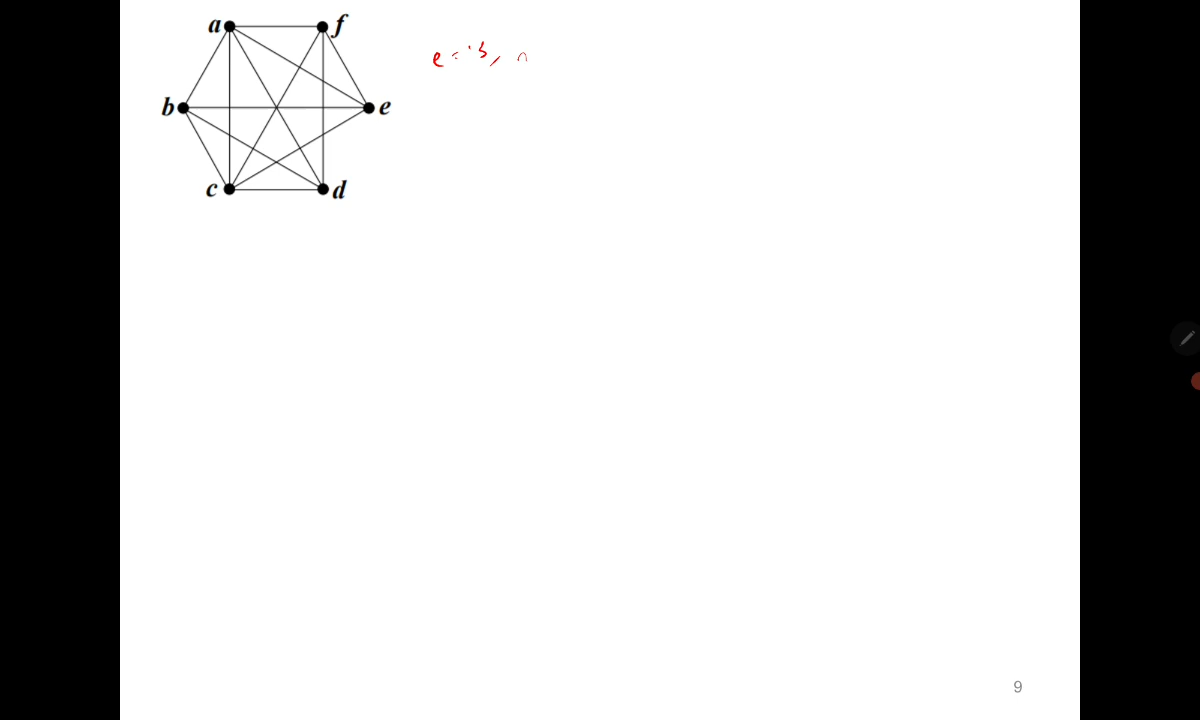 a f
e = 13, n
b e
c d
9